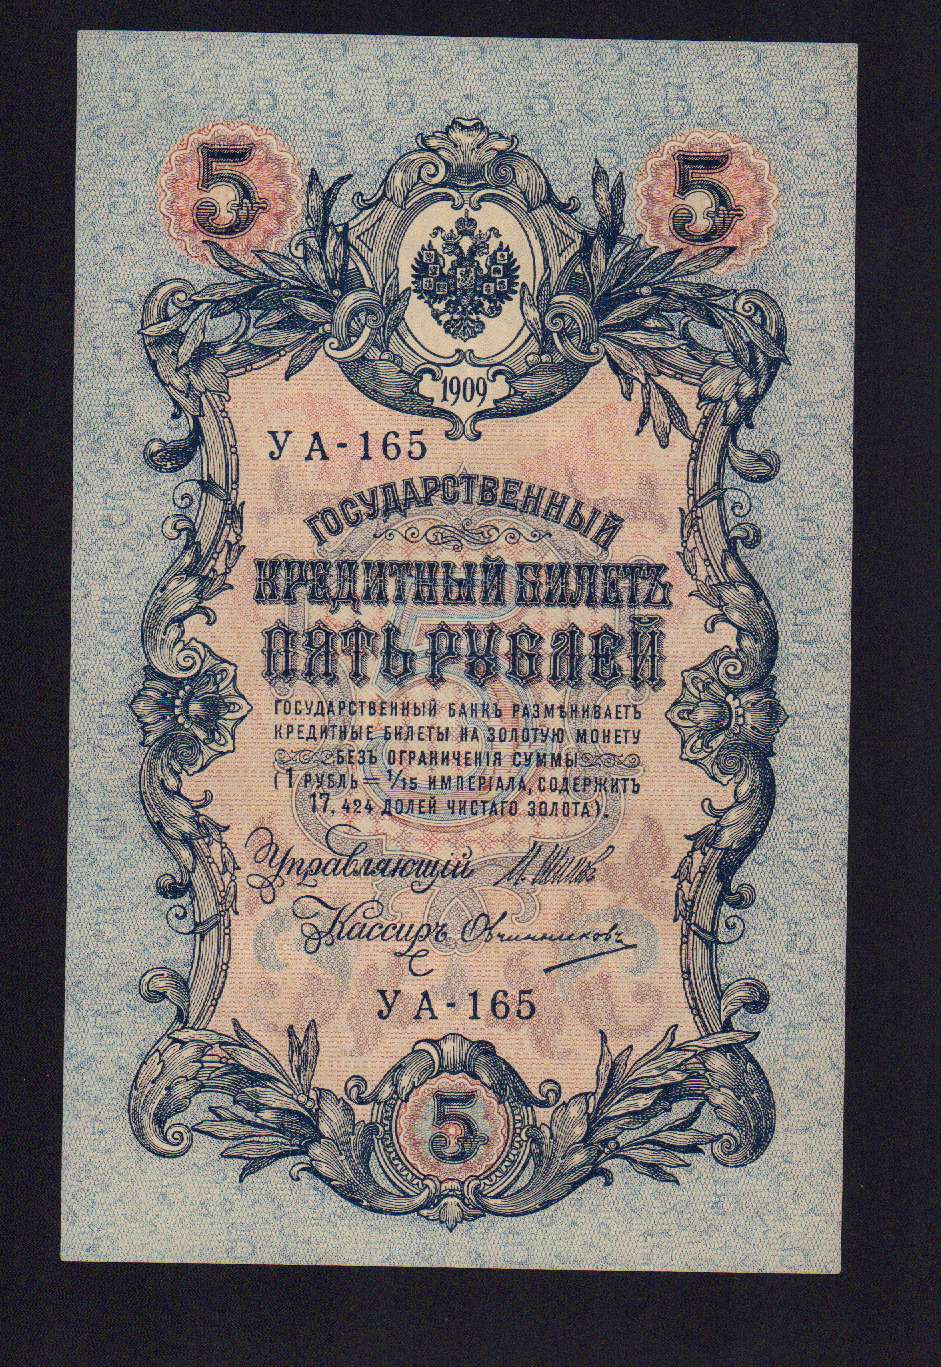 5 5
1909
УА-165
ГОСУДАРСТВЕННЫЙ
КРЕДИТНЫЙ БИЛЕТЪ
ПЯТЬ РУБЛЕЙ
ГОСУДАРСТВЕННЫЙ БАНКЪ РАЗМѢНИВАЕТЪ
КРЕДИТНЫЕ БИЛЕТЫ НА ЗОЛОТУЮ МОНЕТУ
БЕЗЪ ОГРАНИЧЕНІЯ СУММЫ
(1 РУБЛЬ = 1/15 ИМПЕРІАЛА, СОДЕРЖИТЪ
17,424 ДОЛЕЙ ЧИСТАГО ЗОЛОТА).
Управляющій И. Шиповъ
Кассиръ Овчинниковъ
УА-165
5